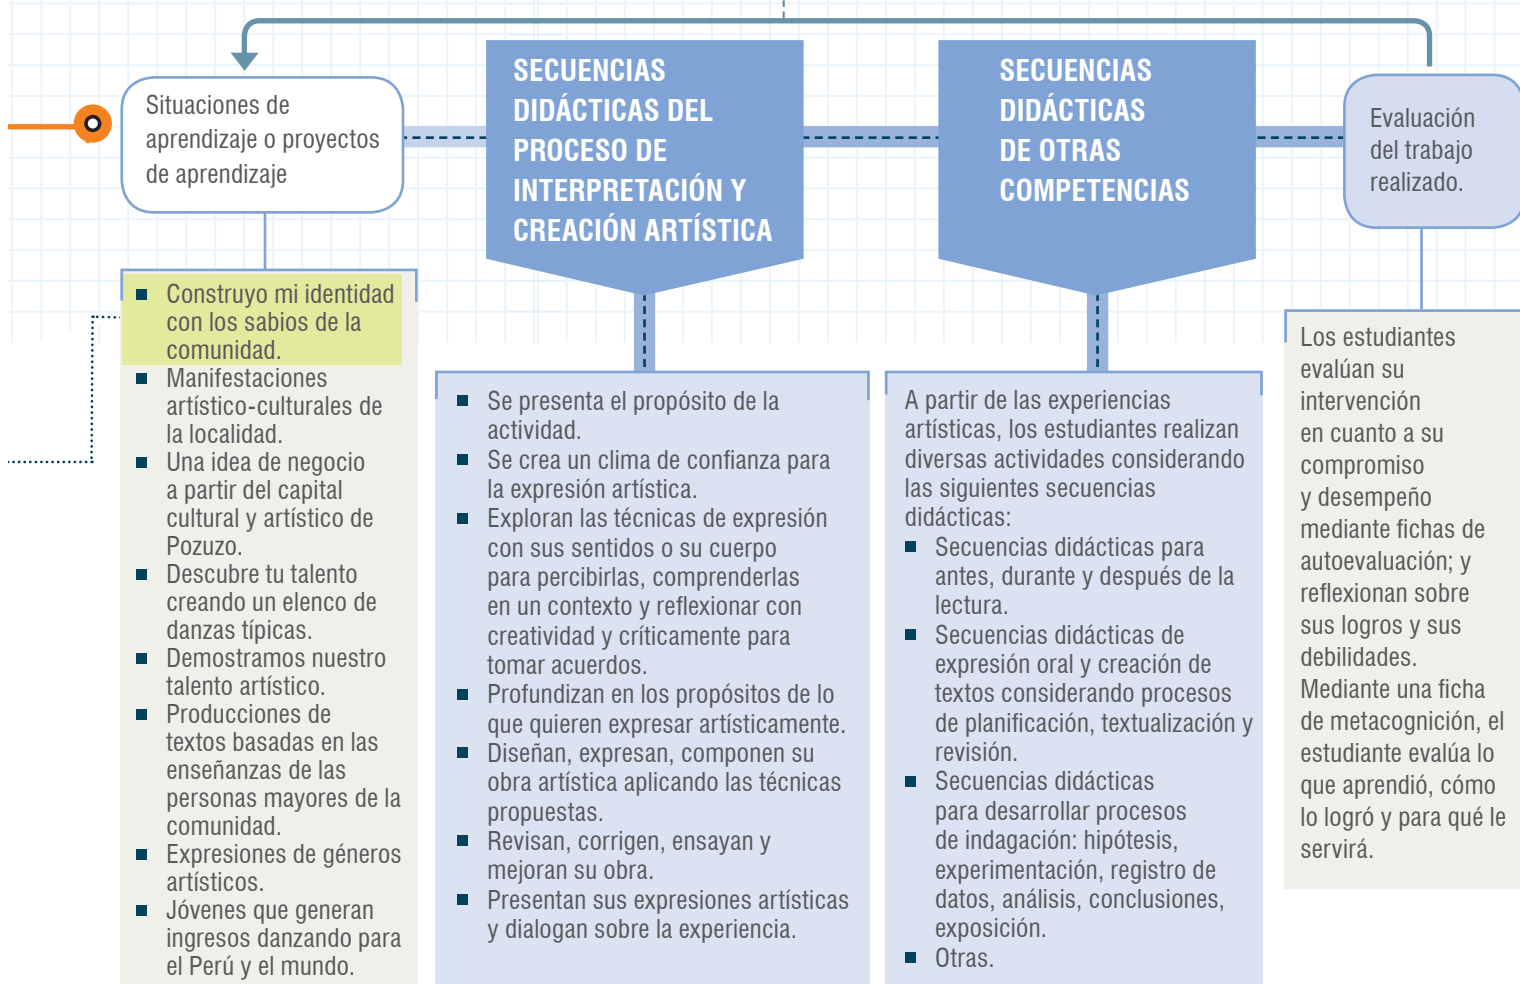 Situaciones de
aprendizaje o proyectos
de aprendizaje
SECUENCIAS
DIDÁCTICAS DEL
PROCESO DE
INTERPRETACIÓN Y
CREACIÓN ARTÍSTICA
SECUENCIAS
DIDÁCTICAS
DE OTRAS
COMPETENCIAS
Evaluación
del trabajo
realizado.
Construyo mi identidad
con los sabios de la
comunidad.
Manifestaciones
artístico-culturales de
la localidad.
Una idea de negocio
a partir del capital
cultural y artístico de
Pozuzo.
Descubre tu talento
creando un elenco de
danzas típicas.
Demostramos nuestro
talento artístico.
Producciones de
textos basadas en las
enseñanzas de las
personas mayores de la
comunidad.
Expresiones de géneros
artísticos.
Jóvenes que generan
ingresos danzando para
el Perú y el mundo.
Se presenta el propósito de la
actividad.
Se crea un clima de confianza para
la expresión artística.
Exploran las técnicas de expresión
con sus sentidos o su cuerpo
para percibirlas, comprenderlas
en un contexto y reflexionar con
creatividad y críticamente para
tomar acuerdos.
Profundizan en los propósitos de lo
que quieren expresar artísticamente.
Diseñan, expresan, componen su
obra artística aplicando las técnicas
propuestas.
Revisan, corrigen, ensayan y
mejoran su obra.
Presentan sus expresiones artísticas
y dialogan sobre la experiencia.
A partir de las experiencias
artísticas, los estudiantes realizan
diversas actividades considerando
las siguientes secuencias
didácticas:
Secuencias didácticas para
antes, durante y después de la
lectura.
Secuencias didácticas de
expresión oral y creación de
textos considerando procesos
de planificación, textualización y
revisión.
Secuencias didácticas
para desarrollar procesos
de indagación: hipótesis,
experimentación, registro de
datos, análisis, conclusiones,
exposición.
Otras.
Los estudiantes
evalúan su
intervención
en cuanto a su
compromiso
y desempeño
mediante fichas de
autoevaluación; y
reflexionan sobre
sus logros y sus
debilidades.
Mediante una ficha
de metacognición, el
estudiante evalúa lo
que aprendió, cómo
lo logró y para qué le
servirá.